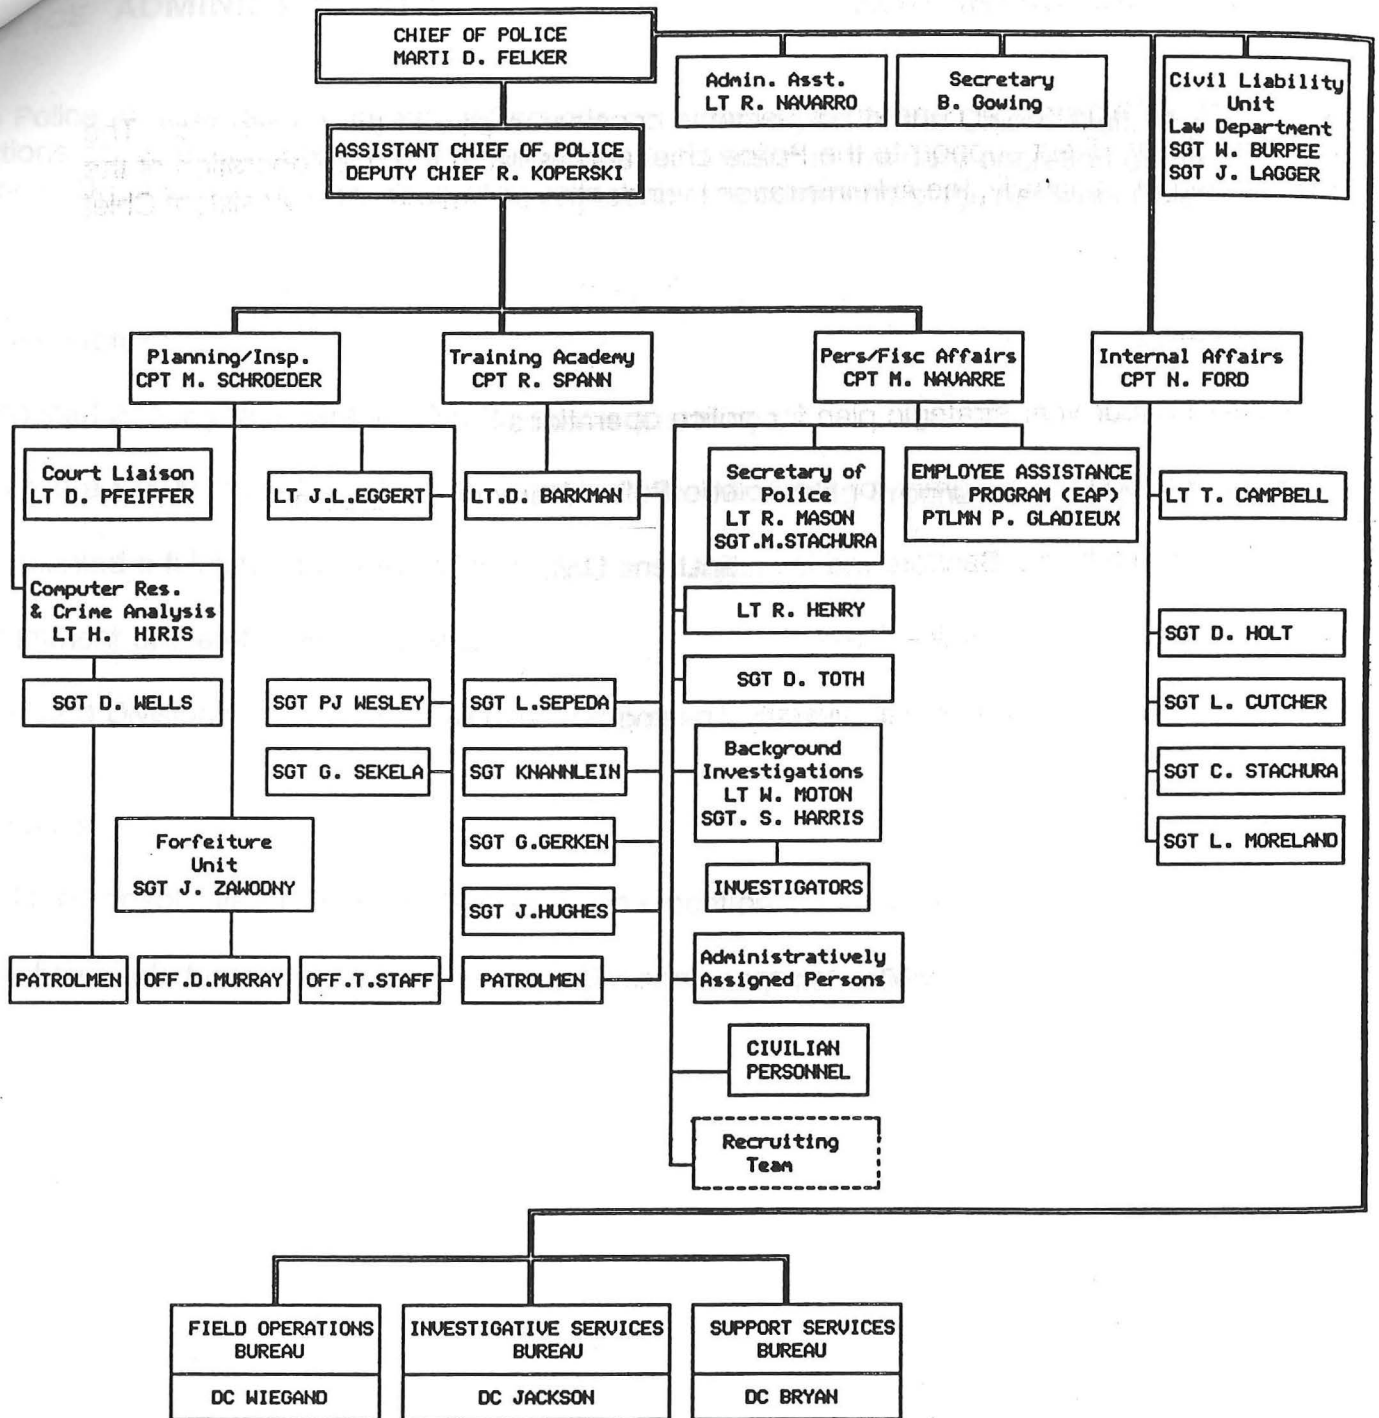 CHIEF OF POLICE
MARTI D. FELKER
Admin. Asst.
LT R. NAVARRO
Secretary
B. Gowing
Civil Liability
Unit
Law Department
SGT W. BURPEE
SGT J. LAGGER
ASSISTANT CHIEF OF POLICE
DEPUTY CHIEF R. KOPERSKI
Planning/Insp.
CPT M. SCHROEDER
Training Academy
CPT R. SPANN
Pers/Fisc Affairs
CPT M. NAVARRE
Internal Affairs
CPT N. FORD
Court Liaison
LT D. PFEIFFER
LT J.L.EGGERT
LT.D. BARKMAN
Secretary of
Police
LT R. MASON
SGT.M.STACHURA
EMPLOYEE ASSISTANCE
PROGRAM (EAP)
PTLMN P. GLADIEUX
LT T. CAMPBELL
Computer Res.
& Crime Analysis
LT H. HIRIS
LT R. HENRY
SGT D. HOLT
SGT D. WELLS
SGT PJ WESLEY
SGT L.SEPEDA
SGT D. TOTH
SGT L. CUTCHER
SGT G. SEKELA
SGT KNANNLEIN
Background
Investigations
LT W. MOTON
SGT. S. HARRIS
SGT C. STACHURA
Forfeiture
Unit
SGT J. ZAWODNY
SGT G.GERKEN
SGT L. MORELAND
INVESTIGATORS
SGT J.HUGHES
PATROLMEN
OFF.D.MURRAY
OFF.T.STAFF
PATROLMEN
Administratively
Assigned Persons
CIVILIAN
PERSONNEL
Recruiting
Team
FIELD OPERATIONS
BUREAU
DC WIEGAND
INVESTIGATIVE SERVICES
BUREAU
DC JACKSON
SUPPORT SERVICES
BUREAU
DC BRYAN